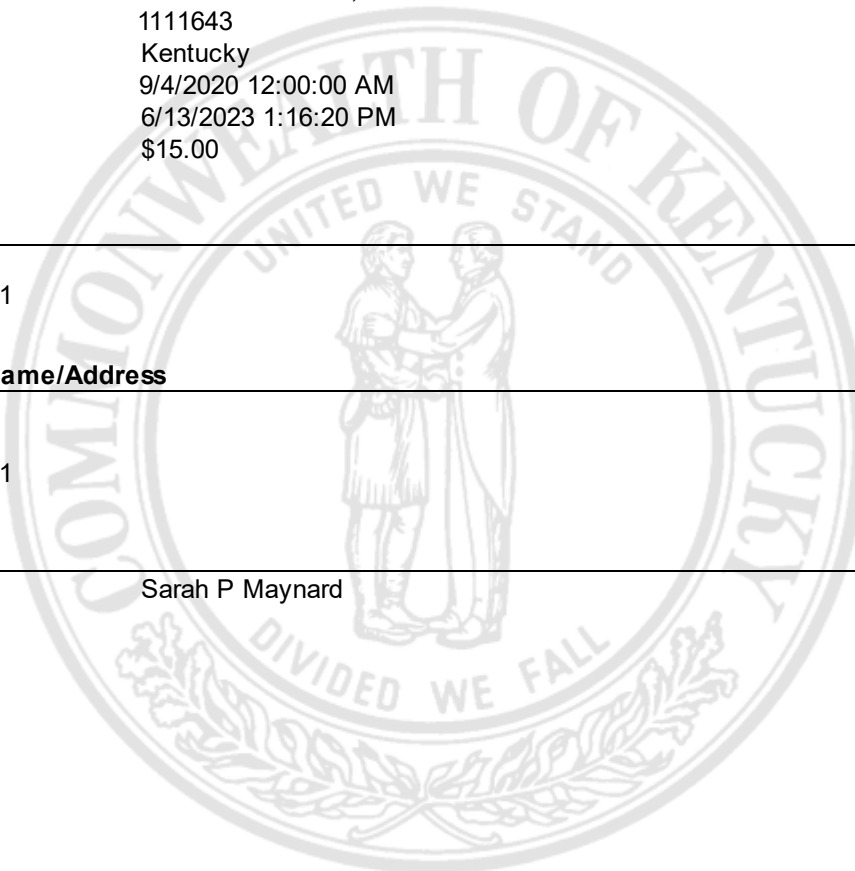 1111643
Kentucky
9/4/2020 12:00:00 AM
6/13/2023 1:16:20 PM
$15.00
COMMONWEALTH OF KENTUCKY
UNITED WE STAND
1
ame/Address
1
Sarah P Maynard
DIVIDED WE FALL